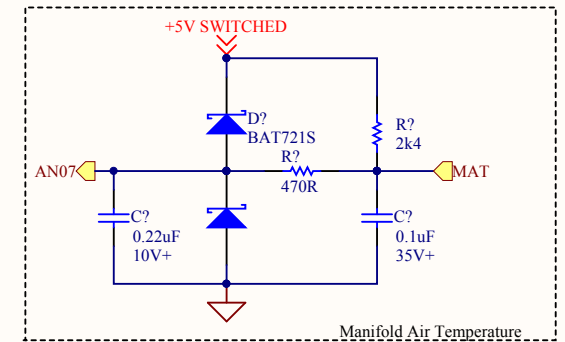 +5V SWITCHED
D?
BAT721S
R?
2k4
R?
470R
AN07
MAT
C?
0.22uF
10V+
C?
0.1uF
35V+
Manifold Air Temperature